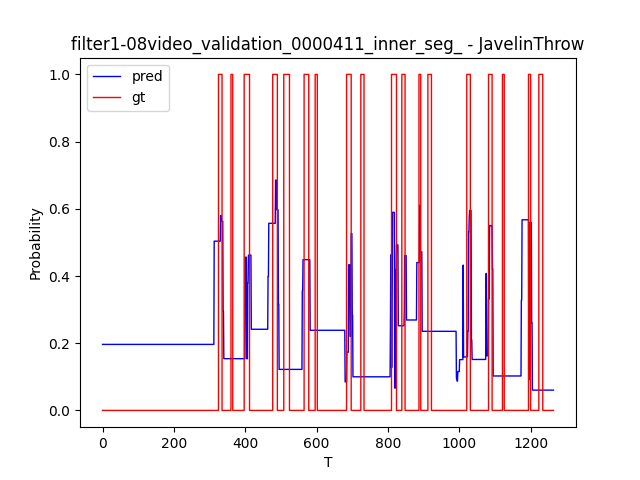 filter1-08video_validation_0000411_inner_seg_ - JavelinThrow
pred
gt
1.0
0.8
0.6
0.4
0.2
0.0
Probability
0 200 400 600 800 1000 1200
T